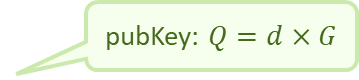 pubKey: Q = d × G